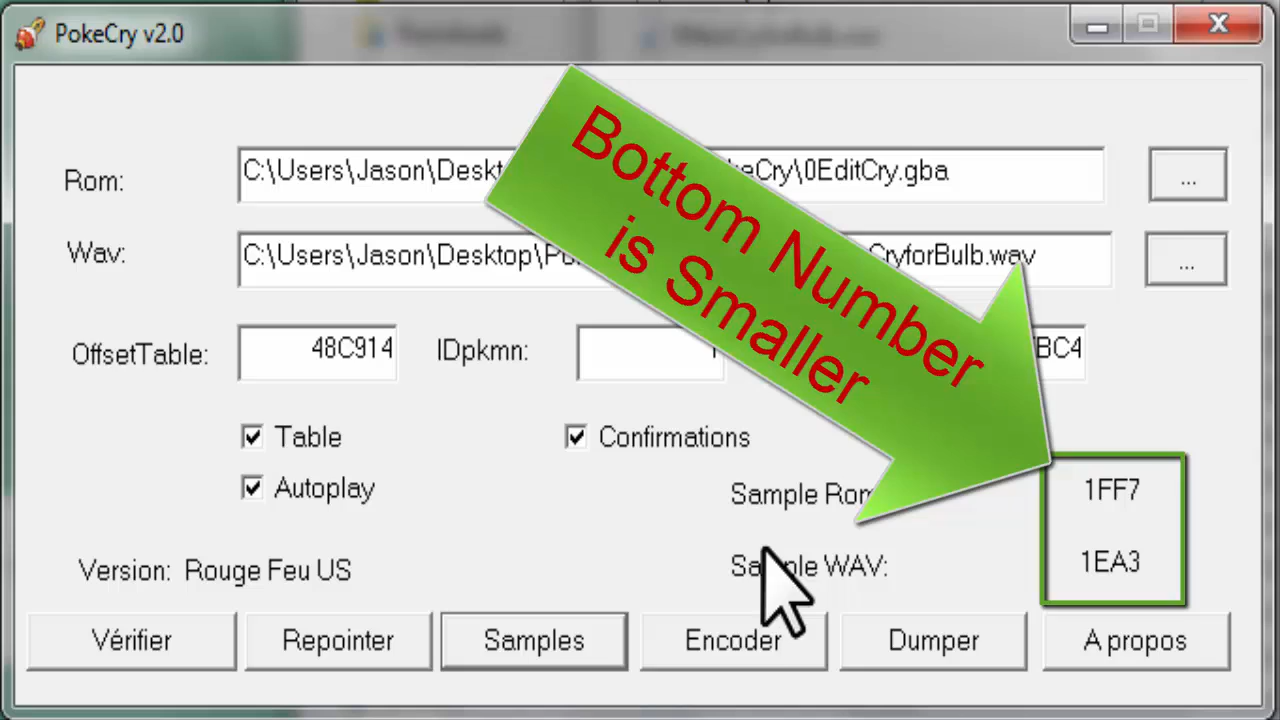 PokeCry v2.0
Rom: C:\Users\Jason\Deskt eCry\0EditCry.gba ...
Wav: C:\Users\Jason\Desktop\Po CryforBulb.wav ...
Bottom Number
is Smaller
OffsetTable: 48C914 IDpkmn: BC4
Table Confirmations
Autoplay
Sample Rom 1FF7
Sample WAV: 1EA3
Version: Rouge Feu US
Vérifier Repointer Samples Encoder Dumper A propos